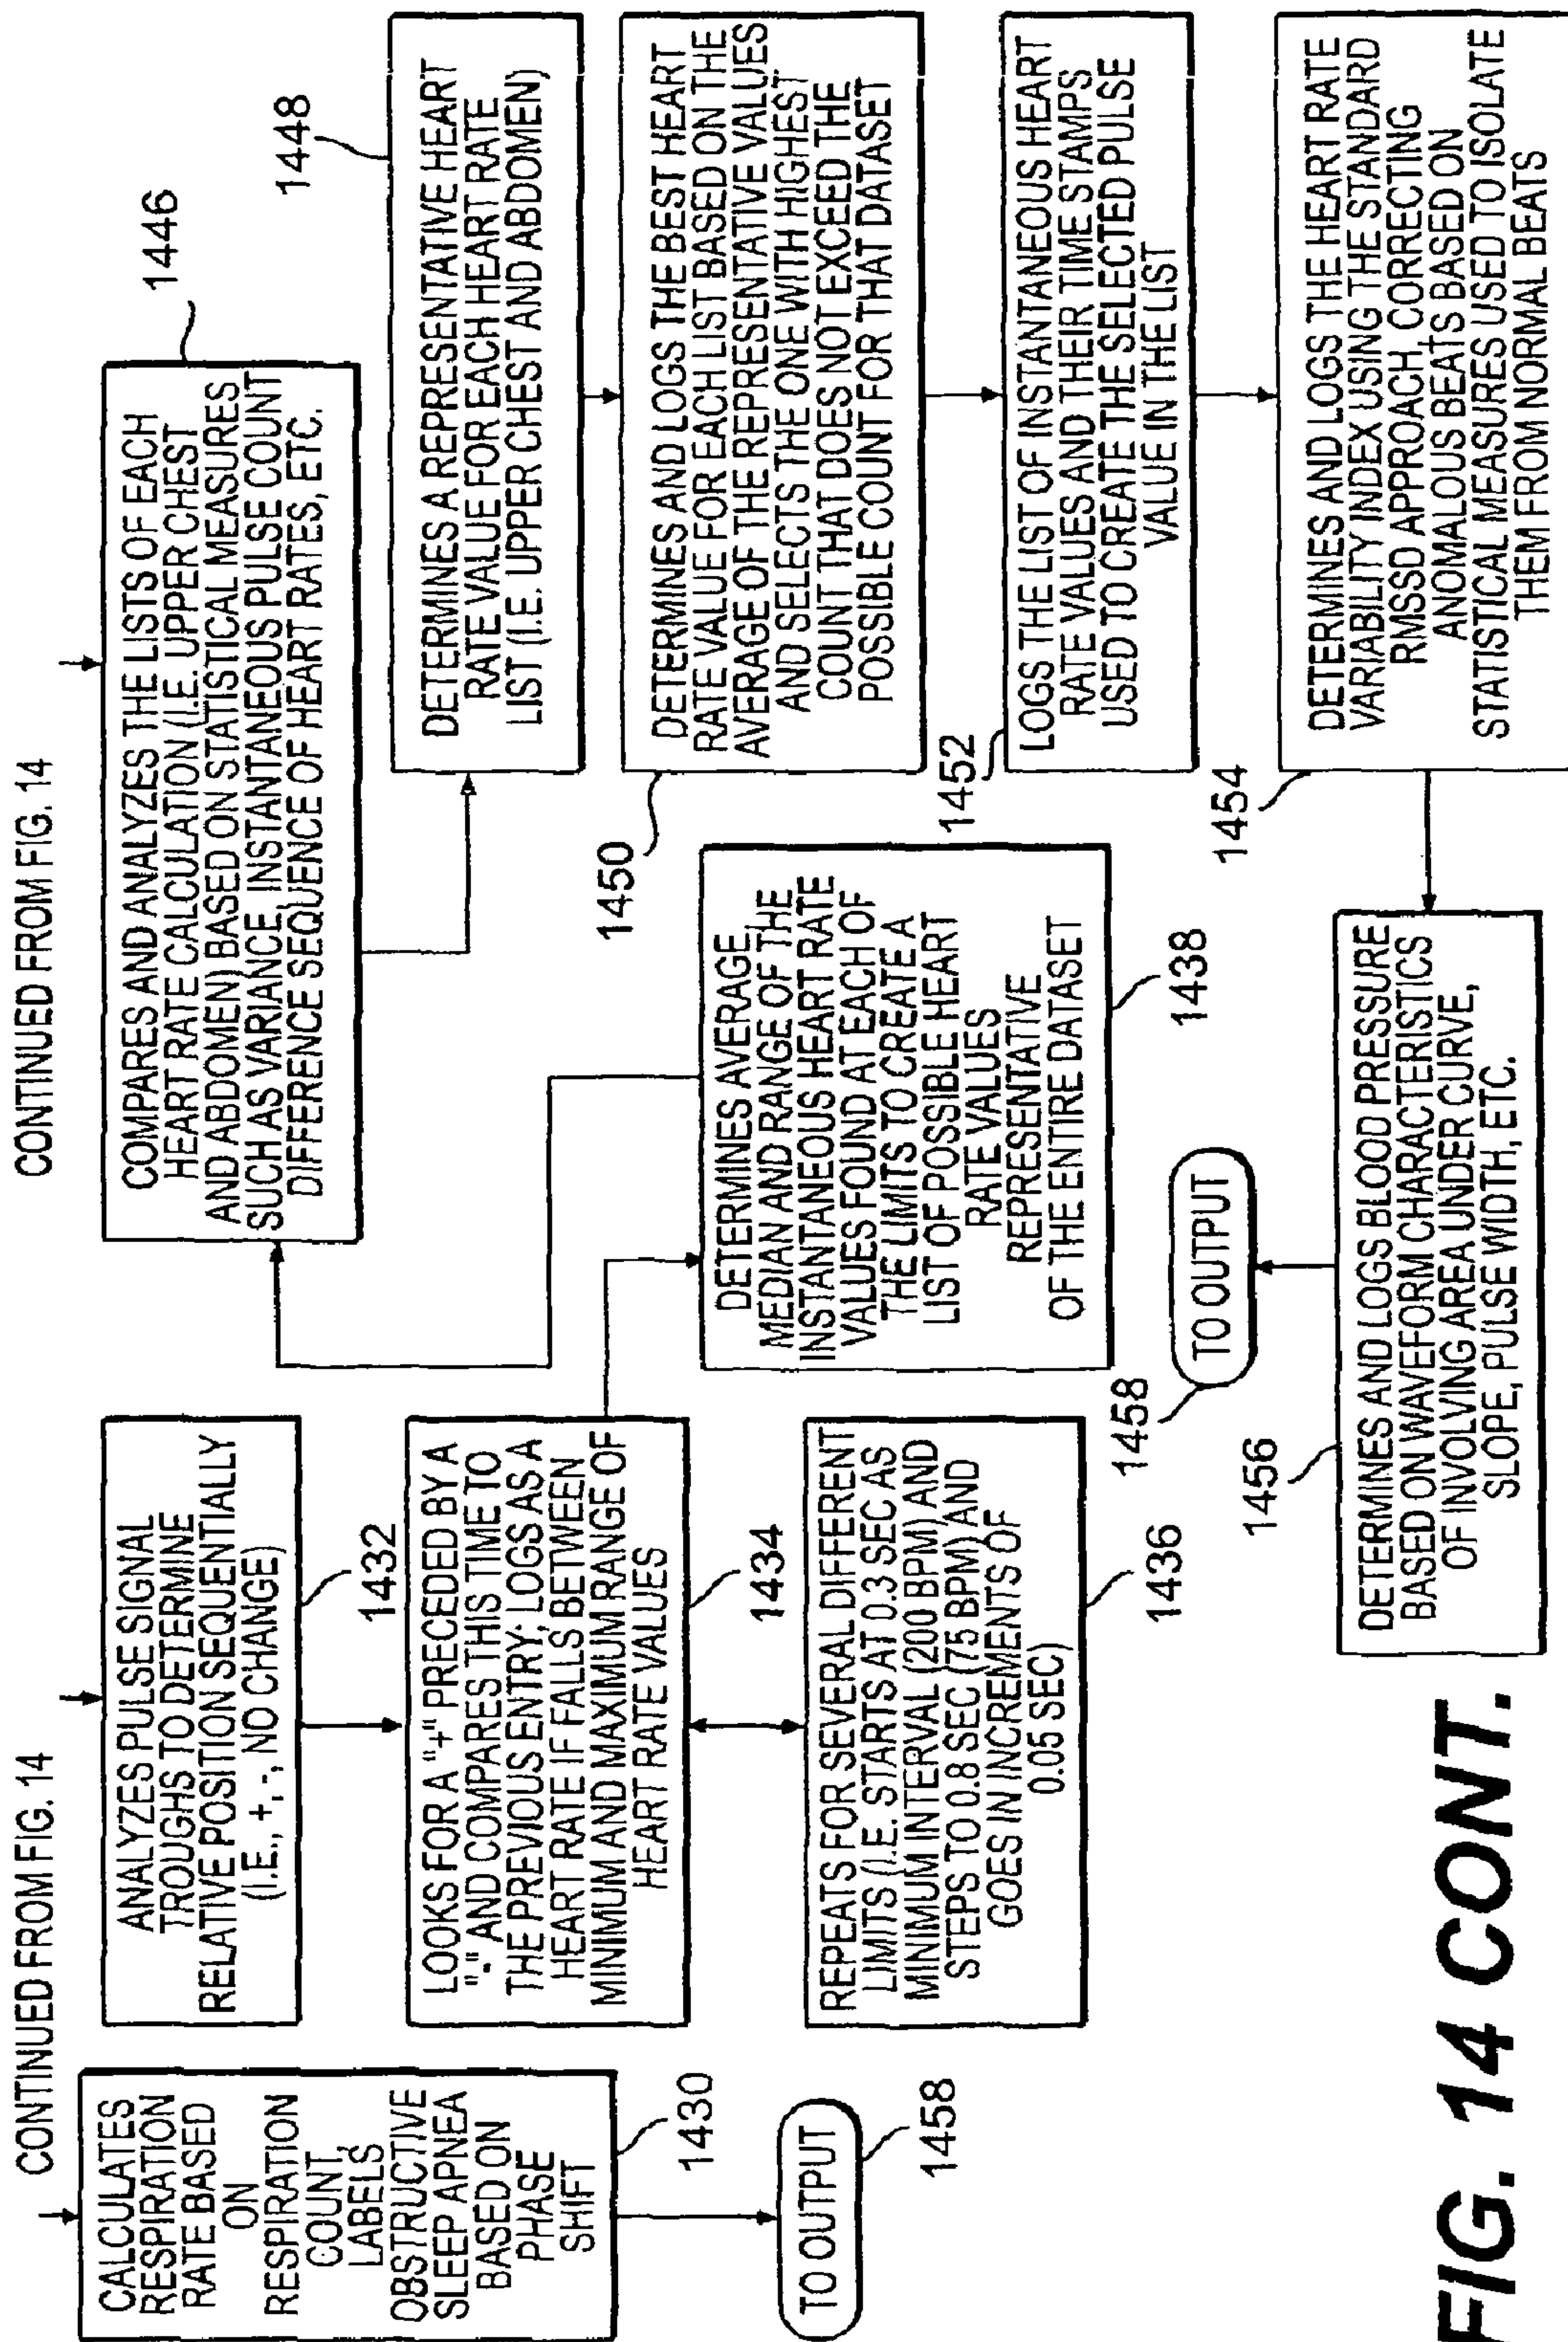 CONTINUED FROM FIG. 14
CALCULATES
RESPIRATION
RATE BASED
ON
RESPIRATION
COUNT,
LABELS
OBSTRUCTIVE
SLEEP APNEA
BASED ON
PHASE
SHIFT
1430
TO OUTPUT
1458
ANALYZES PULSE SIGNAL
TROUGHS TO DETERMINE
RELATIVE POSITION SEQUENTIALLY
(I.E., +, -, NO CHANGE)
1432
LOOKS FOR A "+" PRECEDED BY A
"-" AND COMPARES THIS TIME TO
THE PREVIOUS ENTRY; LOGS AS A
HEART RATE IF FALLS BETWEEN
MINIMUM AND MAXIMUM RANGE OF
HEART RATE VALUES
1434
REPEATS FOR SEVERAL DIFFERENT
LIMITS (I.E. STARTS AT 0.3 SEC AS
MINIMUM INTERVAL (200 BPM) AND
STEPS TO 0.8 SEC (75 BPM) AND
GOES IN INCREMENTS OF
0.05 SEC)
1436
CONTINUED FROM FIG. 14
COMPARES AND ANALYZES THE LISTS OF EACH
HEART RATE CALCULATION (I.E. UPPER CHEST
AND ABDOMEN) BASED ON STATISTICAL MEASURES
SUCH AS VARIANCE, INSTANTANEOUS PULSE COUNT
DIFFERENCE SEQUENCE OF HEART RATES, ETC.
1446
DETERMINES A REPRESENTATIVE HEART
RATE VALUE FOR EACH HEART RATE
LIST (I.E. UPPER CHEST AND ABDOMEN)
1448
DETERMINES AND LOGS THE BEST HEART
RATE VALUE FOR EACH LIST BASED ON THE
AVERAGE OF THE REPRESENTATIVE VALUES
AND SELECTS THE ONE WITH HIGHEST
COUNT THAT DOES NOT EXCEED THE
POSSIBLE COUNT FOR THAT DATASET
1450
DETERMINES AVERAGE,
MEDIAN AND RANGE OF THE
INSTANTANEOUS HEART RATE
VALUES FOUND AT EACH OF
THE LIMITS TO CREATE A
LIST OF POSSIBLE HEART
RATE VALUES
REPRESENTATIVE
OF THE ENTIRE DATASET
1438
LOGS THE LIST OF INSTANTANEOUS HEART
RATE VALUES AND THEIR TIME STAMPS
USED TO CREATE THE SELECTED PULSE
VALUE IN THE LIST
1452
DETERMINES AND LOGS THE HEART RATE
VARIABILITY INDEX USING THE STANDARD
RMSSD APPROACH, CORRECTING
ANOMALOUS BEATS BASED ON
STATISTICAL MEASURES USED TO ISOLATE
THEM FROM NORMAL BEATS
1454
DETERMINES AND LOGS BLOOD PRESSURE
BASED ON WAVEFORM CHARACTERISTICS
OF INVOLVING AREA UNDER CURVE,
SLOPE, PULSE WIDTH, ETC.
1456
TO OUTPUT
1458
FIG. 14 CONT.